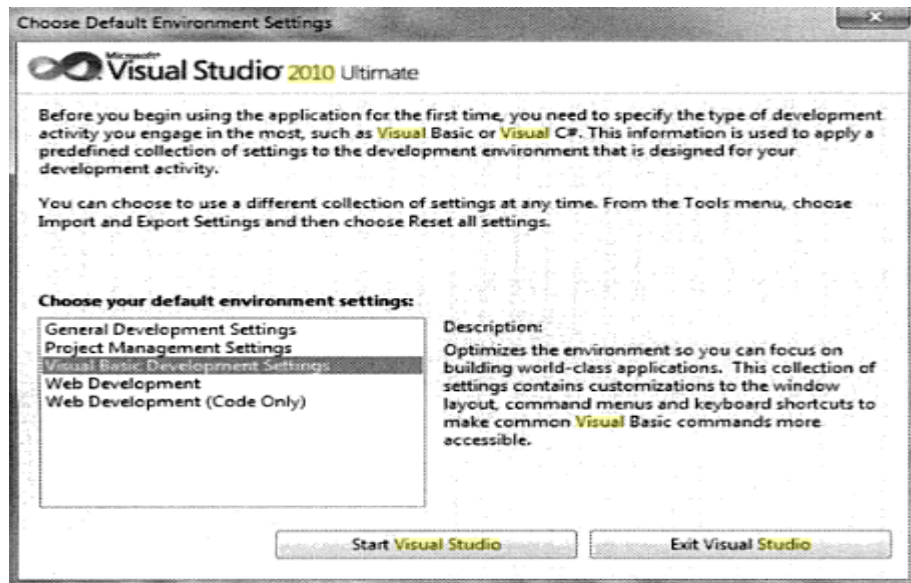 Choose Default Environment Settings
Microsoft
Visual Studio 2010 Ultimate
Before you begin using the application for the first time, you need to specify the type of development
activity you engage in the most, such as Visual Basic or Visual C#. This information is used to apply a
predefined collection of settings to the development environment that is designed for your
development activity.
You can choose to use a different collection of settings at any time. From the Tools menu, choose
Import and Export Settings and then choose Reset all settings.
Choose your default environment settings:
General Development Settings
Project Management Settings
Visual Basic Development Settings
Web Development
Web Development (Code Only)
Description:
Optimizes the environment so you can focus on
building world-class applications. This collection of
settings contains customizations to the window
layout, command menus and keyboard shortcuts to
make common Visual Basic commands more
accessible.
Start Visual Studio
Exit Visual Studio